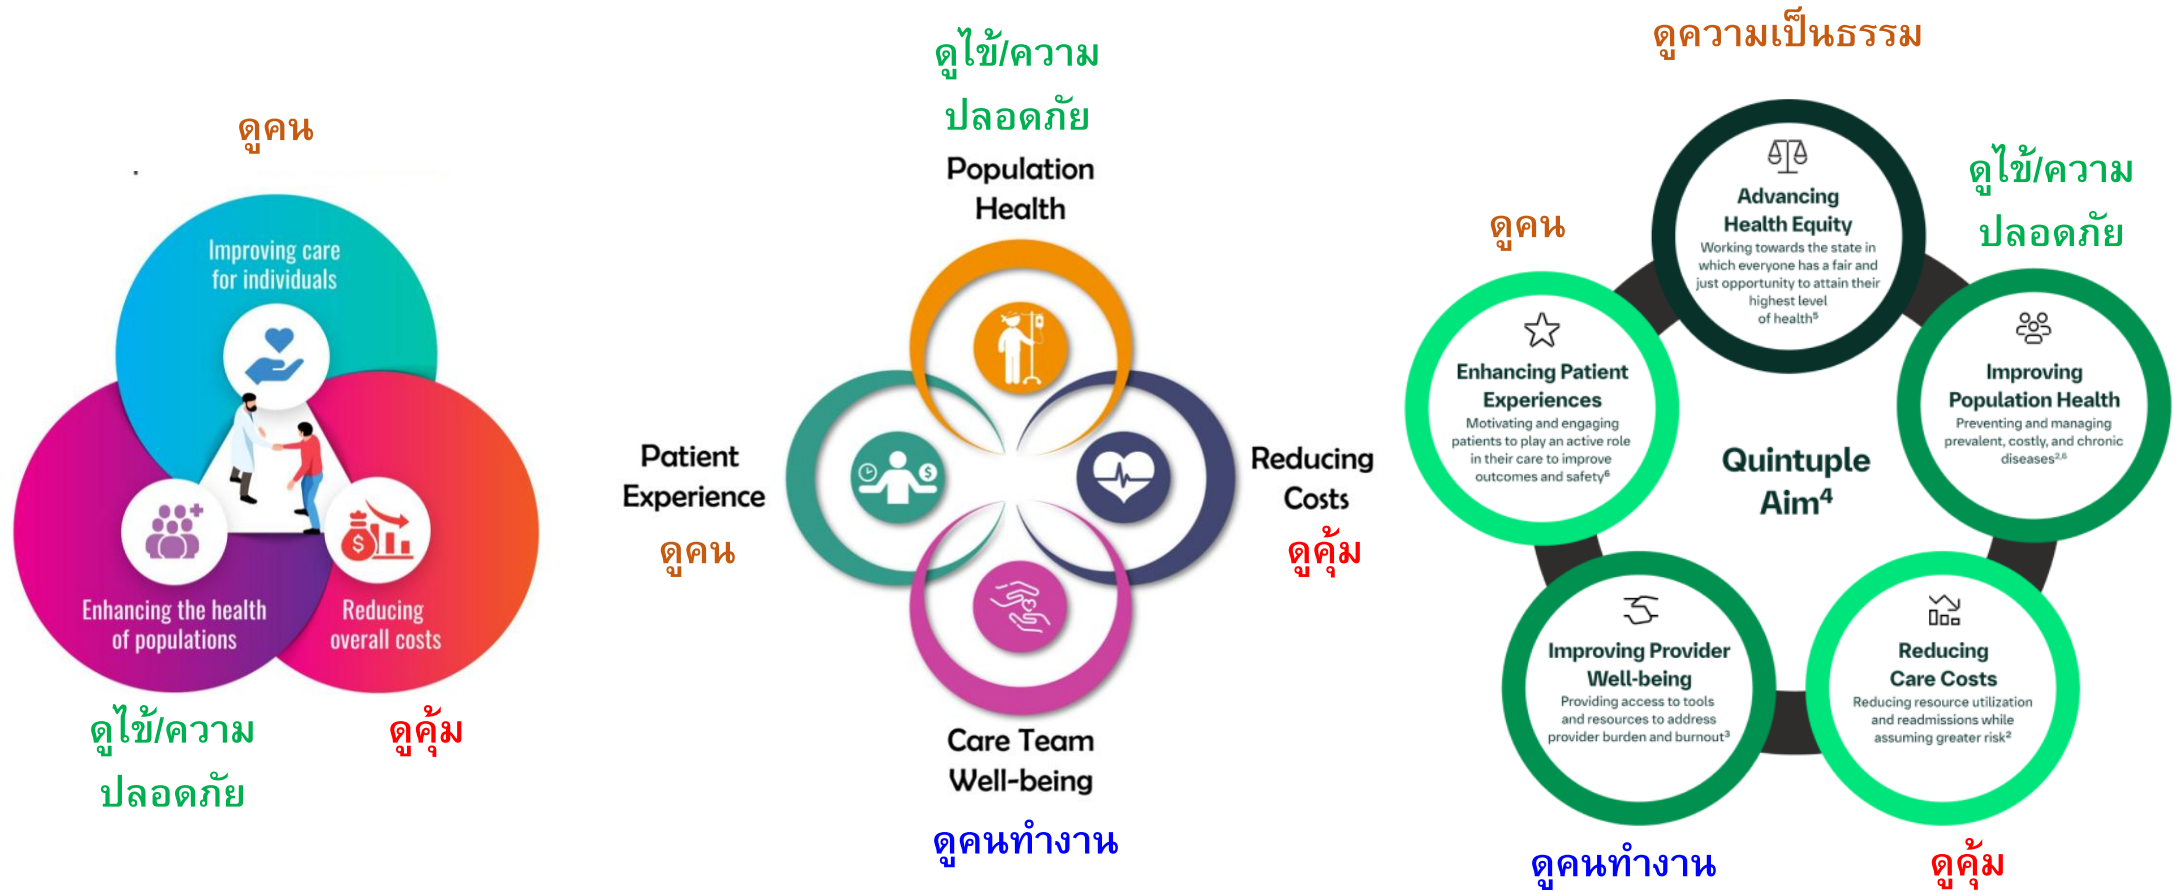 ดูคน
Improving care
for individuals
Enhancing the health
of populations
Reducing
overall costs
ดูไข้/ความ
ปลอดภัย
ดูคุ้ม
ดูไข้/ความ
ปลอดภัย
Population
Health
Patient
Experience
ดูคน
Reducing
Costs
ดูคุ้ม
Care Team
Well-being
ดูคนทำงาน
ดูความเป็นธรรม
Advancing
Health Equity
Working towards the state in
which everyone has a fair and
just opportunity to attain their
highest level
of health⁵
ดูคน
Enhancing Patient
Experiences
Motivating and engaging
patients to play an active role
in their care to improve
outcomes and safety⁶
ดูไข้/ความ
ปลอดภัย
Improving
Population Health
Preventing and managing
prevalent, costly, and chronic
diseases²,⁶
Quintuple
Aim⁴
Improving Provider
Well-being
Providing access to tools
and resources to address
provider burden and burnout³
ดูคนทำงาน
Reducing
Care Costs
Reducing resource utilization
and readmissions while
assuming greater risk²
ดูคุ้ม